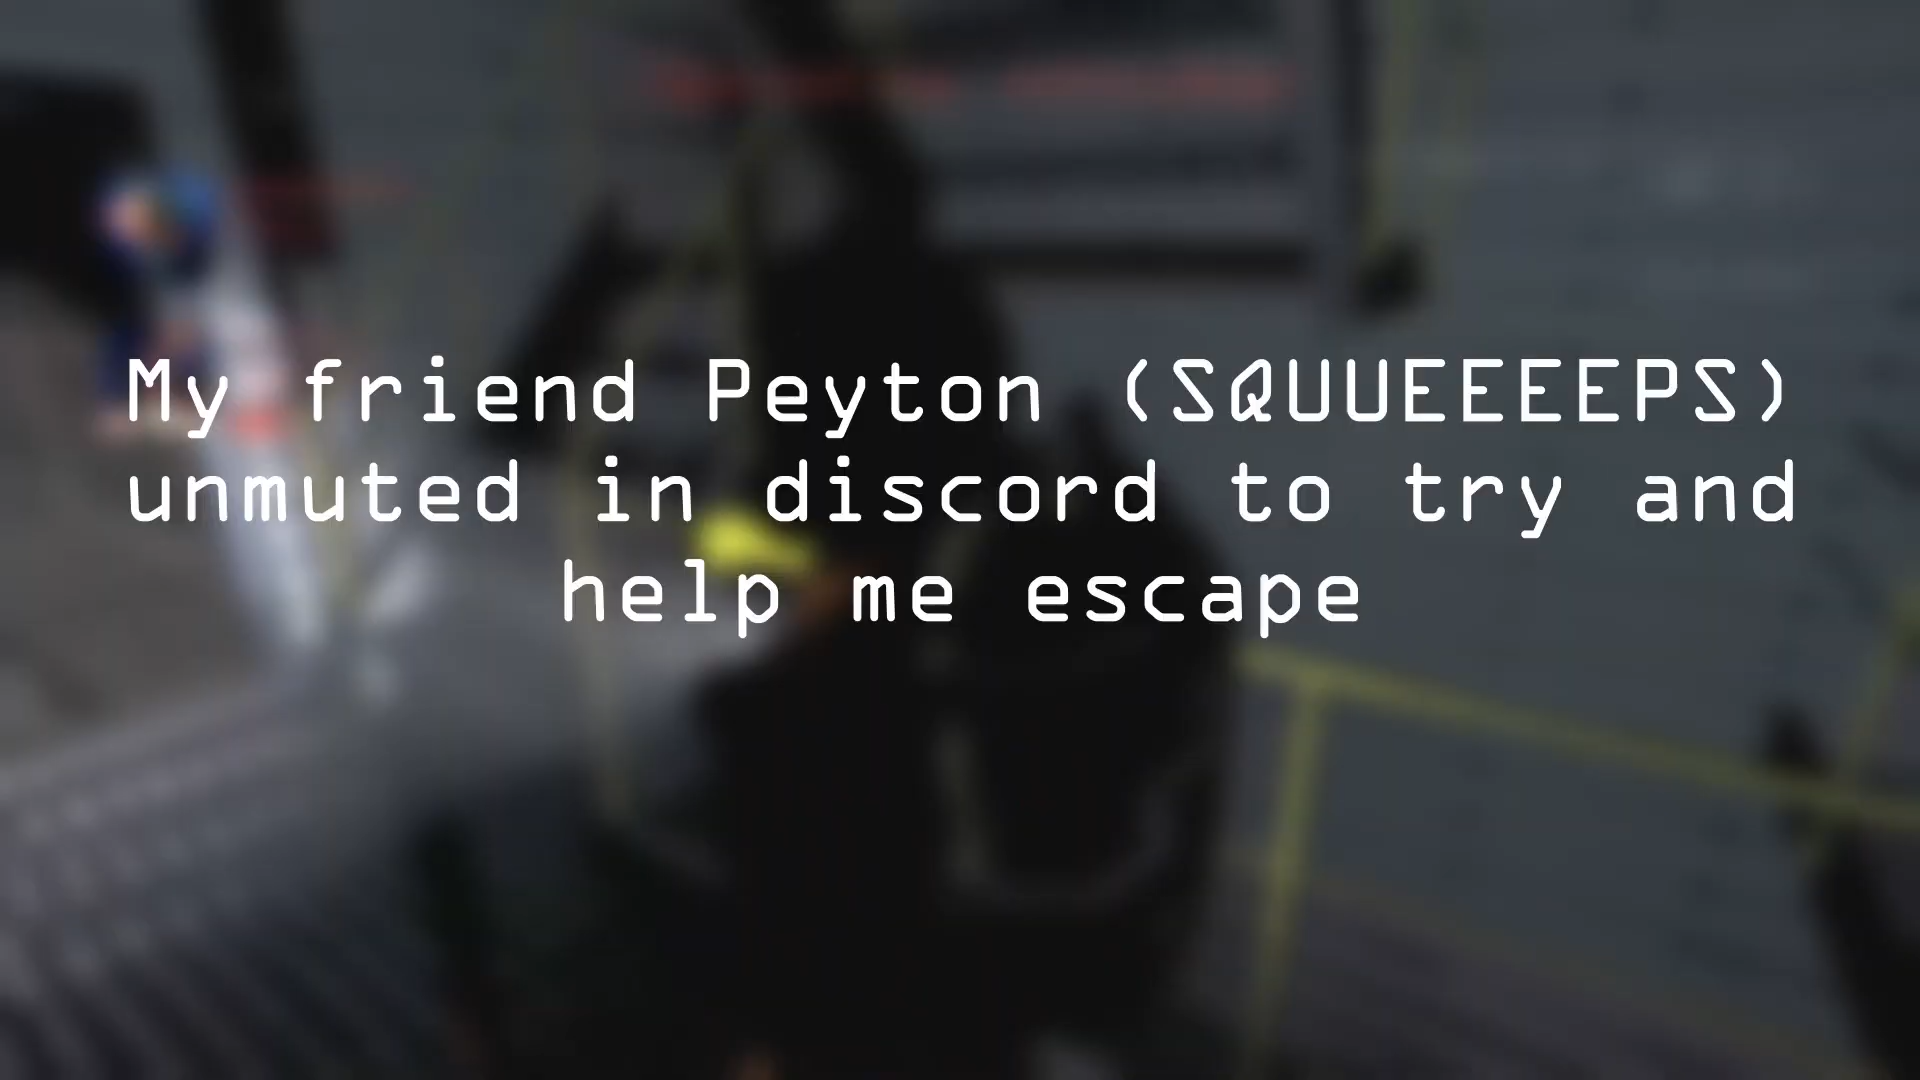 My friend Peyton (SQUUEEEEPS)
unmuted in discord to try and
help me escape